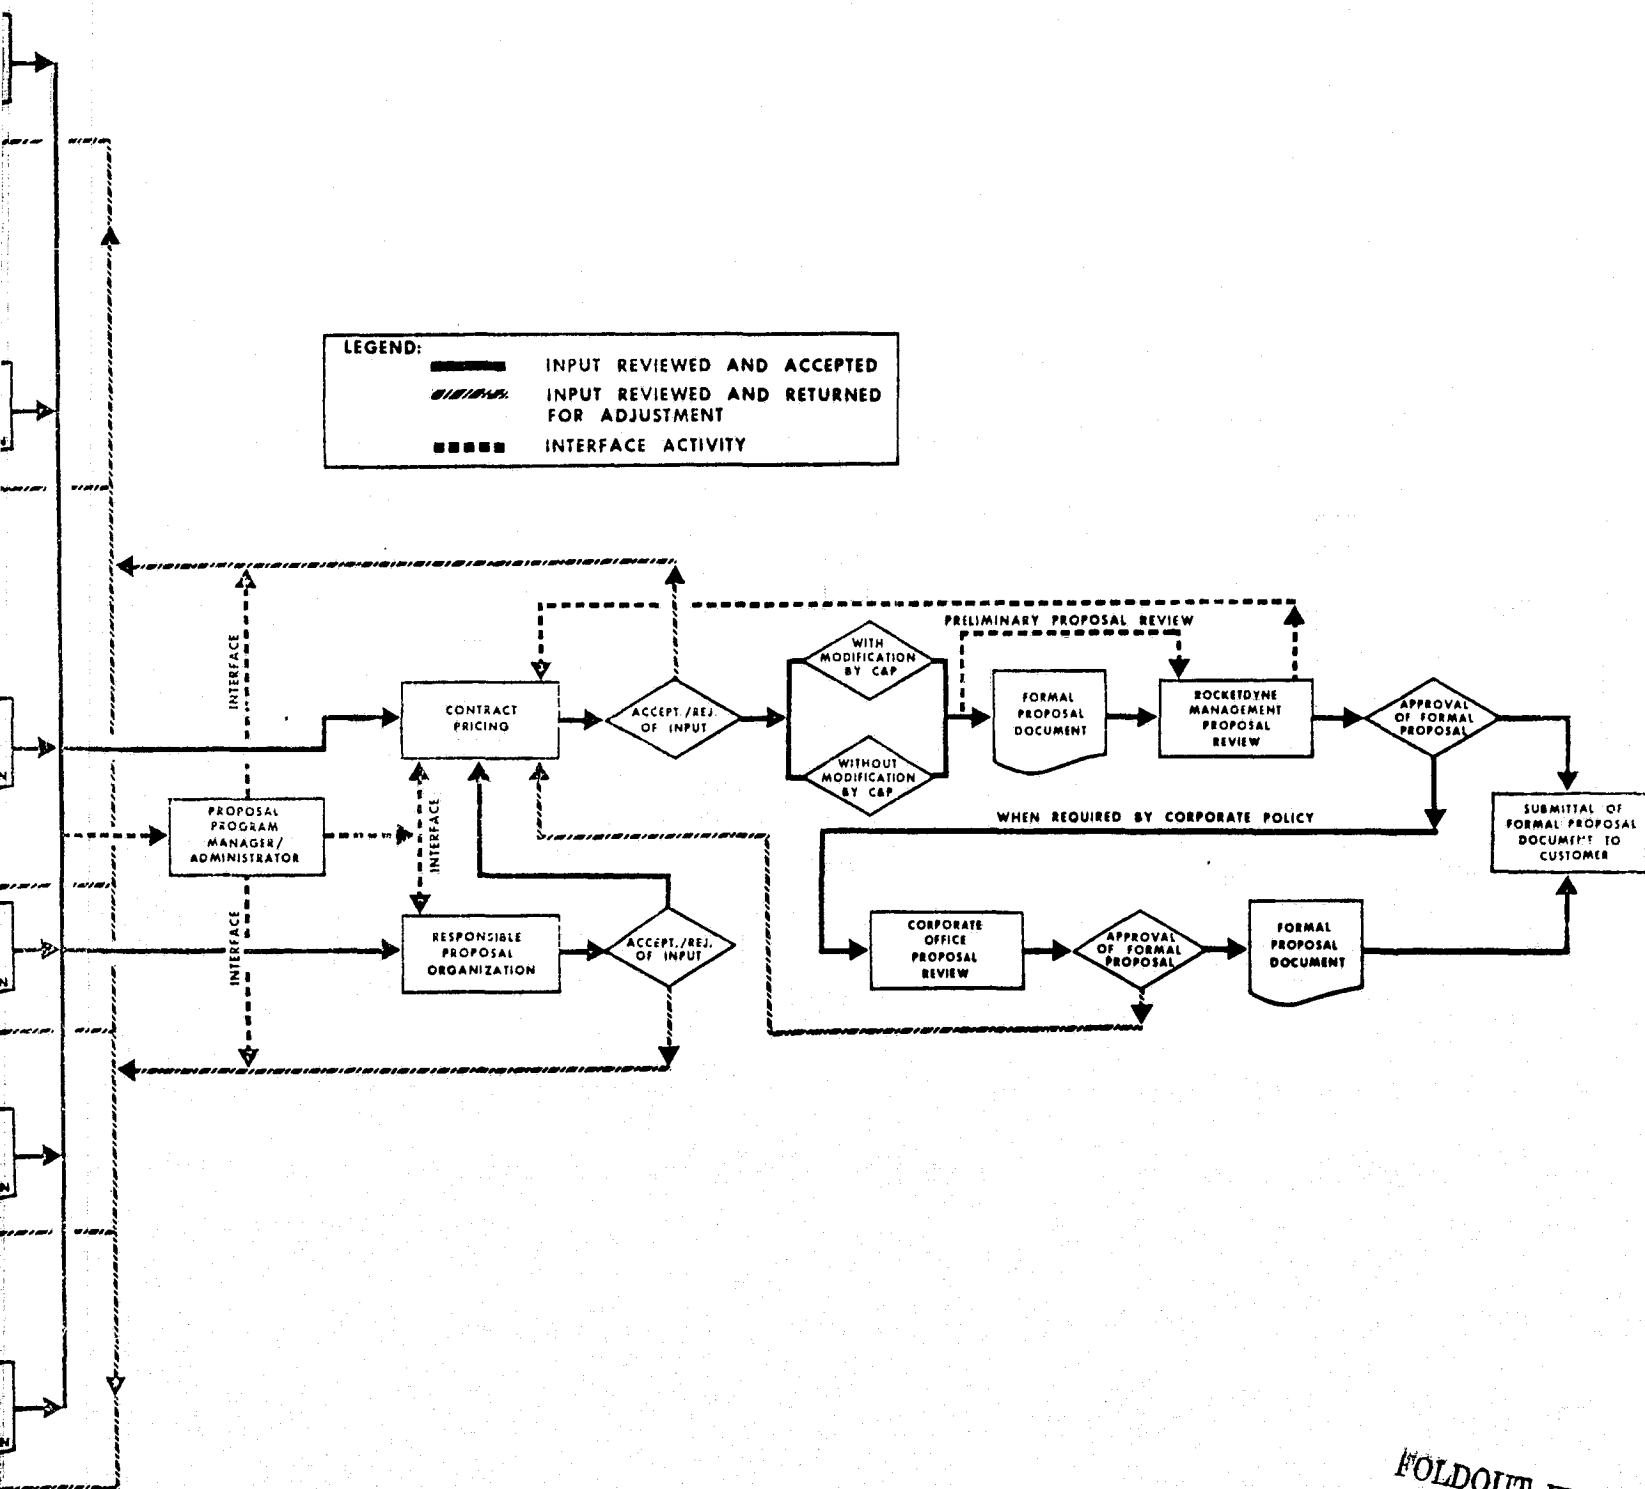 LEGEND:
INPUT REVIEWED AND ACCEPTED
INPUT REVIEWED AND RETURNED
FOR ADJUSTMENT
INTERFACE ACTIVITY
INTERFACE
PRELIMINARY PROPOSAL REVIEW
CONTRACT
PRICING
ACCEPT./REJ.
OF INPUT
WITH
MODIFICATION
BY C&P
WITHOUT
MODIFICATION
BY C&P
FORMAL
PROPOSAL
DOCUMENT
ROCKETDYNE
MANAGEMENT
PROPOSAL
REVIEW
APPROVAL
OF FORMAL
PROPOSAL
SUBMITTAL OF
FORMAL PROPOSAL
DOCUMENT TO
CUSTOMER
PROPOSAL
PROGRAM
MANAGER/
ADMINISTRATOR
INTERFACE
WHEN REQUIRED BY CORPORATE POLICY
INTERFACE
RESPONSIBLE
PROPOSAL
ORGANIZATION
ACCEPT./REJ.
OF INPUT
CORPORATE
OFFICE
PROPOSAL
REVIEW
APPROVAL
OF FORMAL
PROPOSAL
FORMAL
PROPOSAL
DOCUMENT
N
N
N
FOLDOUT